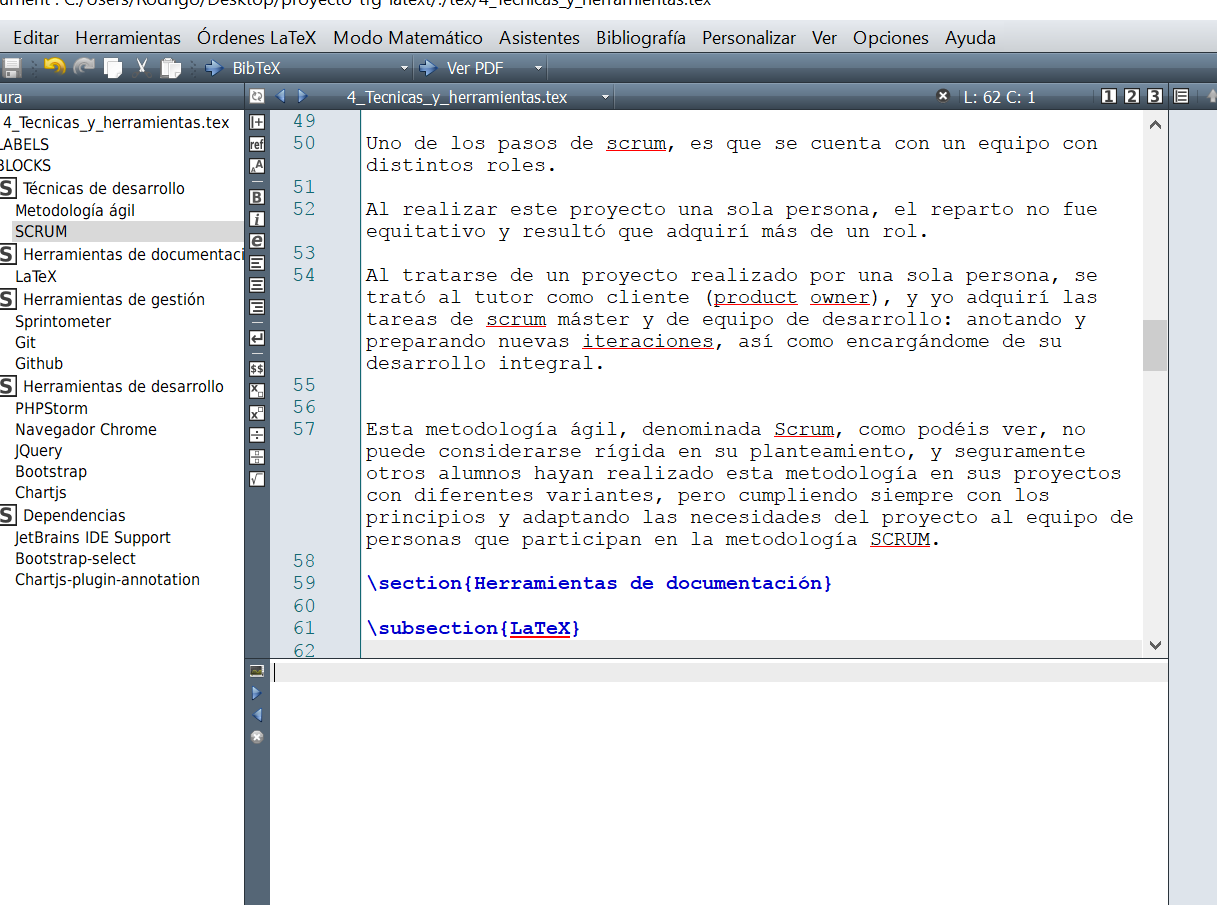 : C:/Users/Rodrigo/Desktop/proyecto
Editar Herramientas Órdenes LaTeX Modo Matemático Asistentes Bibliografía Personalizar Ver Opciones Ayuda
BibTeX Ver PDF
ura 4_Tecnicas_y_herramientas.tex L: 62 C: 1 1 2 3
4_Tecnicas_y_herramientas.tex
LABELS
BLOCKS
S Técnicas de desarrollo
Metodología ágil
SCRUM
S Herramientas de documentaci
LaTeX
S Herramientas de gestión
Sprintometer
Git
Github
S Herramientas de desarrollo
PHPStorm
Navegador Chrome
JQuery
Bootstrap
Chartjs
S Dependencias
JetBrains IDE Support
Bootstrap-select
Chartjs-plugin-annotation
ref
A
B
i
e
$$
49
50 Uno de los pasos de scrum, es que se cuenta con un equipo con
distintos roles.
51
52 Al realizar este proyecto una sola persona, el reparto no fue
equitativo y resultó que adquirí más de un rol.
53
54 Al tratarse de un proyecto realizado por una sola persona, se
trató al tutor como cliente (product owner), y yo adquirí las
tareas de scrum máster y de equipo de desarrollo: anotando y
preparando nuevas iteraciones, así como encargándome de su
desarrollo integral.
55
56
57 Esta metodología ágil, denominada Scrum, como podéis ver, no
puede considerarse rígida en su planteamiento, y seguramente
otros alumnos hayan realizado esta metodología en sus proyectos
con diferentes variantes, pero cumpliendo siempre con los
principios y adaptando las necesidades del proyecto al equipo de
personas que participan en la metodología SCRUM.
58
59 \section{Herramientas de documentación}
60
61 \subsection{LaTeX}
62